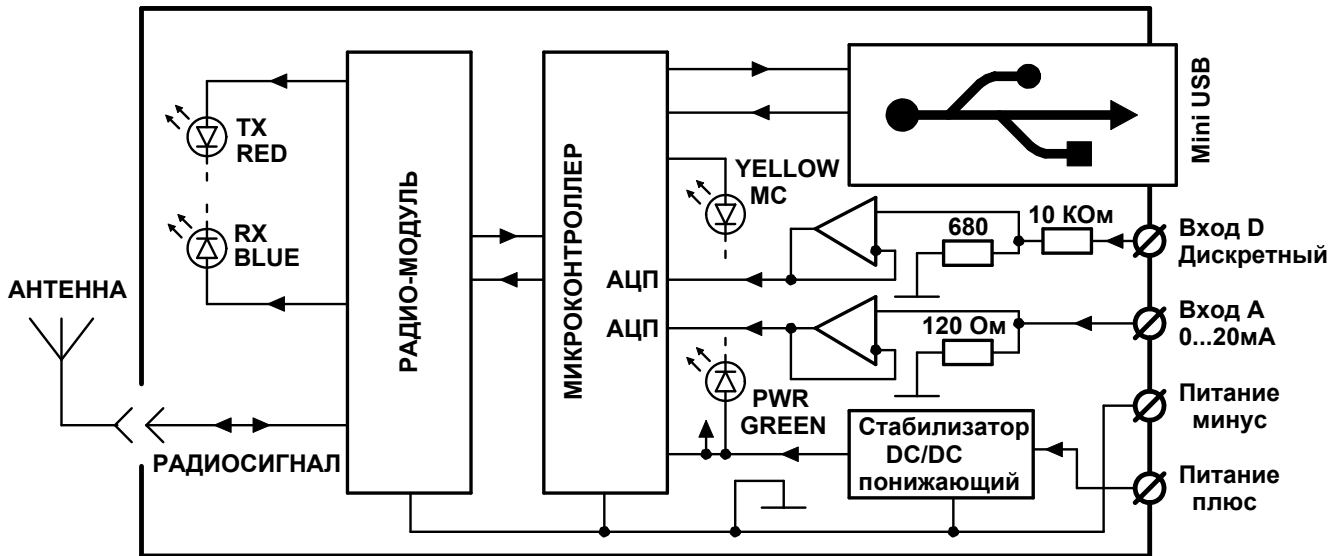 TX
RED
RX
BLUE
АНТЕННА
РАДИОСИГНАЛ
РАДИО-МОДУЛЬ
МИКРОКОНТРОЛЛЕР
YELLOW
MC
АЦП
АЦП
PWR
GREEN
680
10 КОм
120 Ом
Стабилизатор
DC/DC
понижающий
Mini USB
Вход D
Дискретный
Вход А
0...20мА
Питание
минус
Питание
плюс